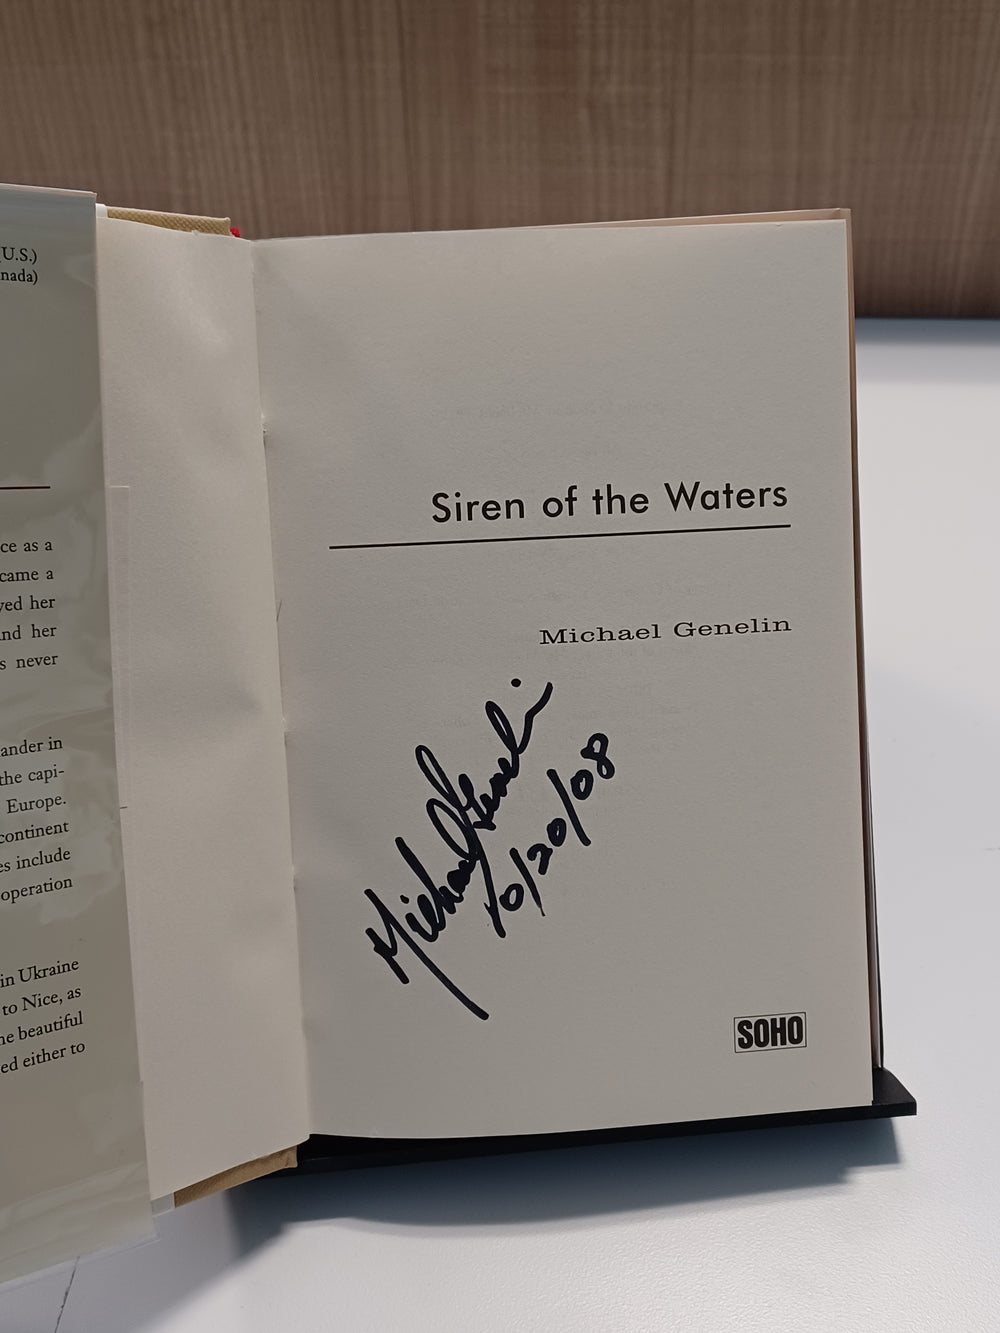 U.S.)
nada)
ce as a
came a
yed her
nd her
s never
ander in
the capi-
Europe.
continent
es include
operation
in Ukraine
to Nice, as
he beautiful
ed either to
Siren of the Waters
Michael Genelin
Michael Genelin
10/20/08
SOHO